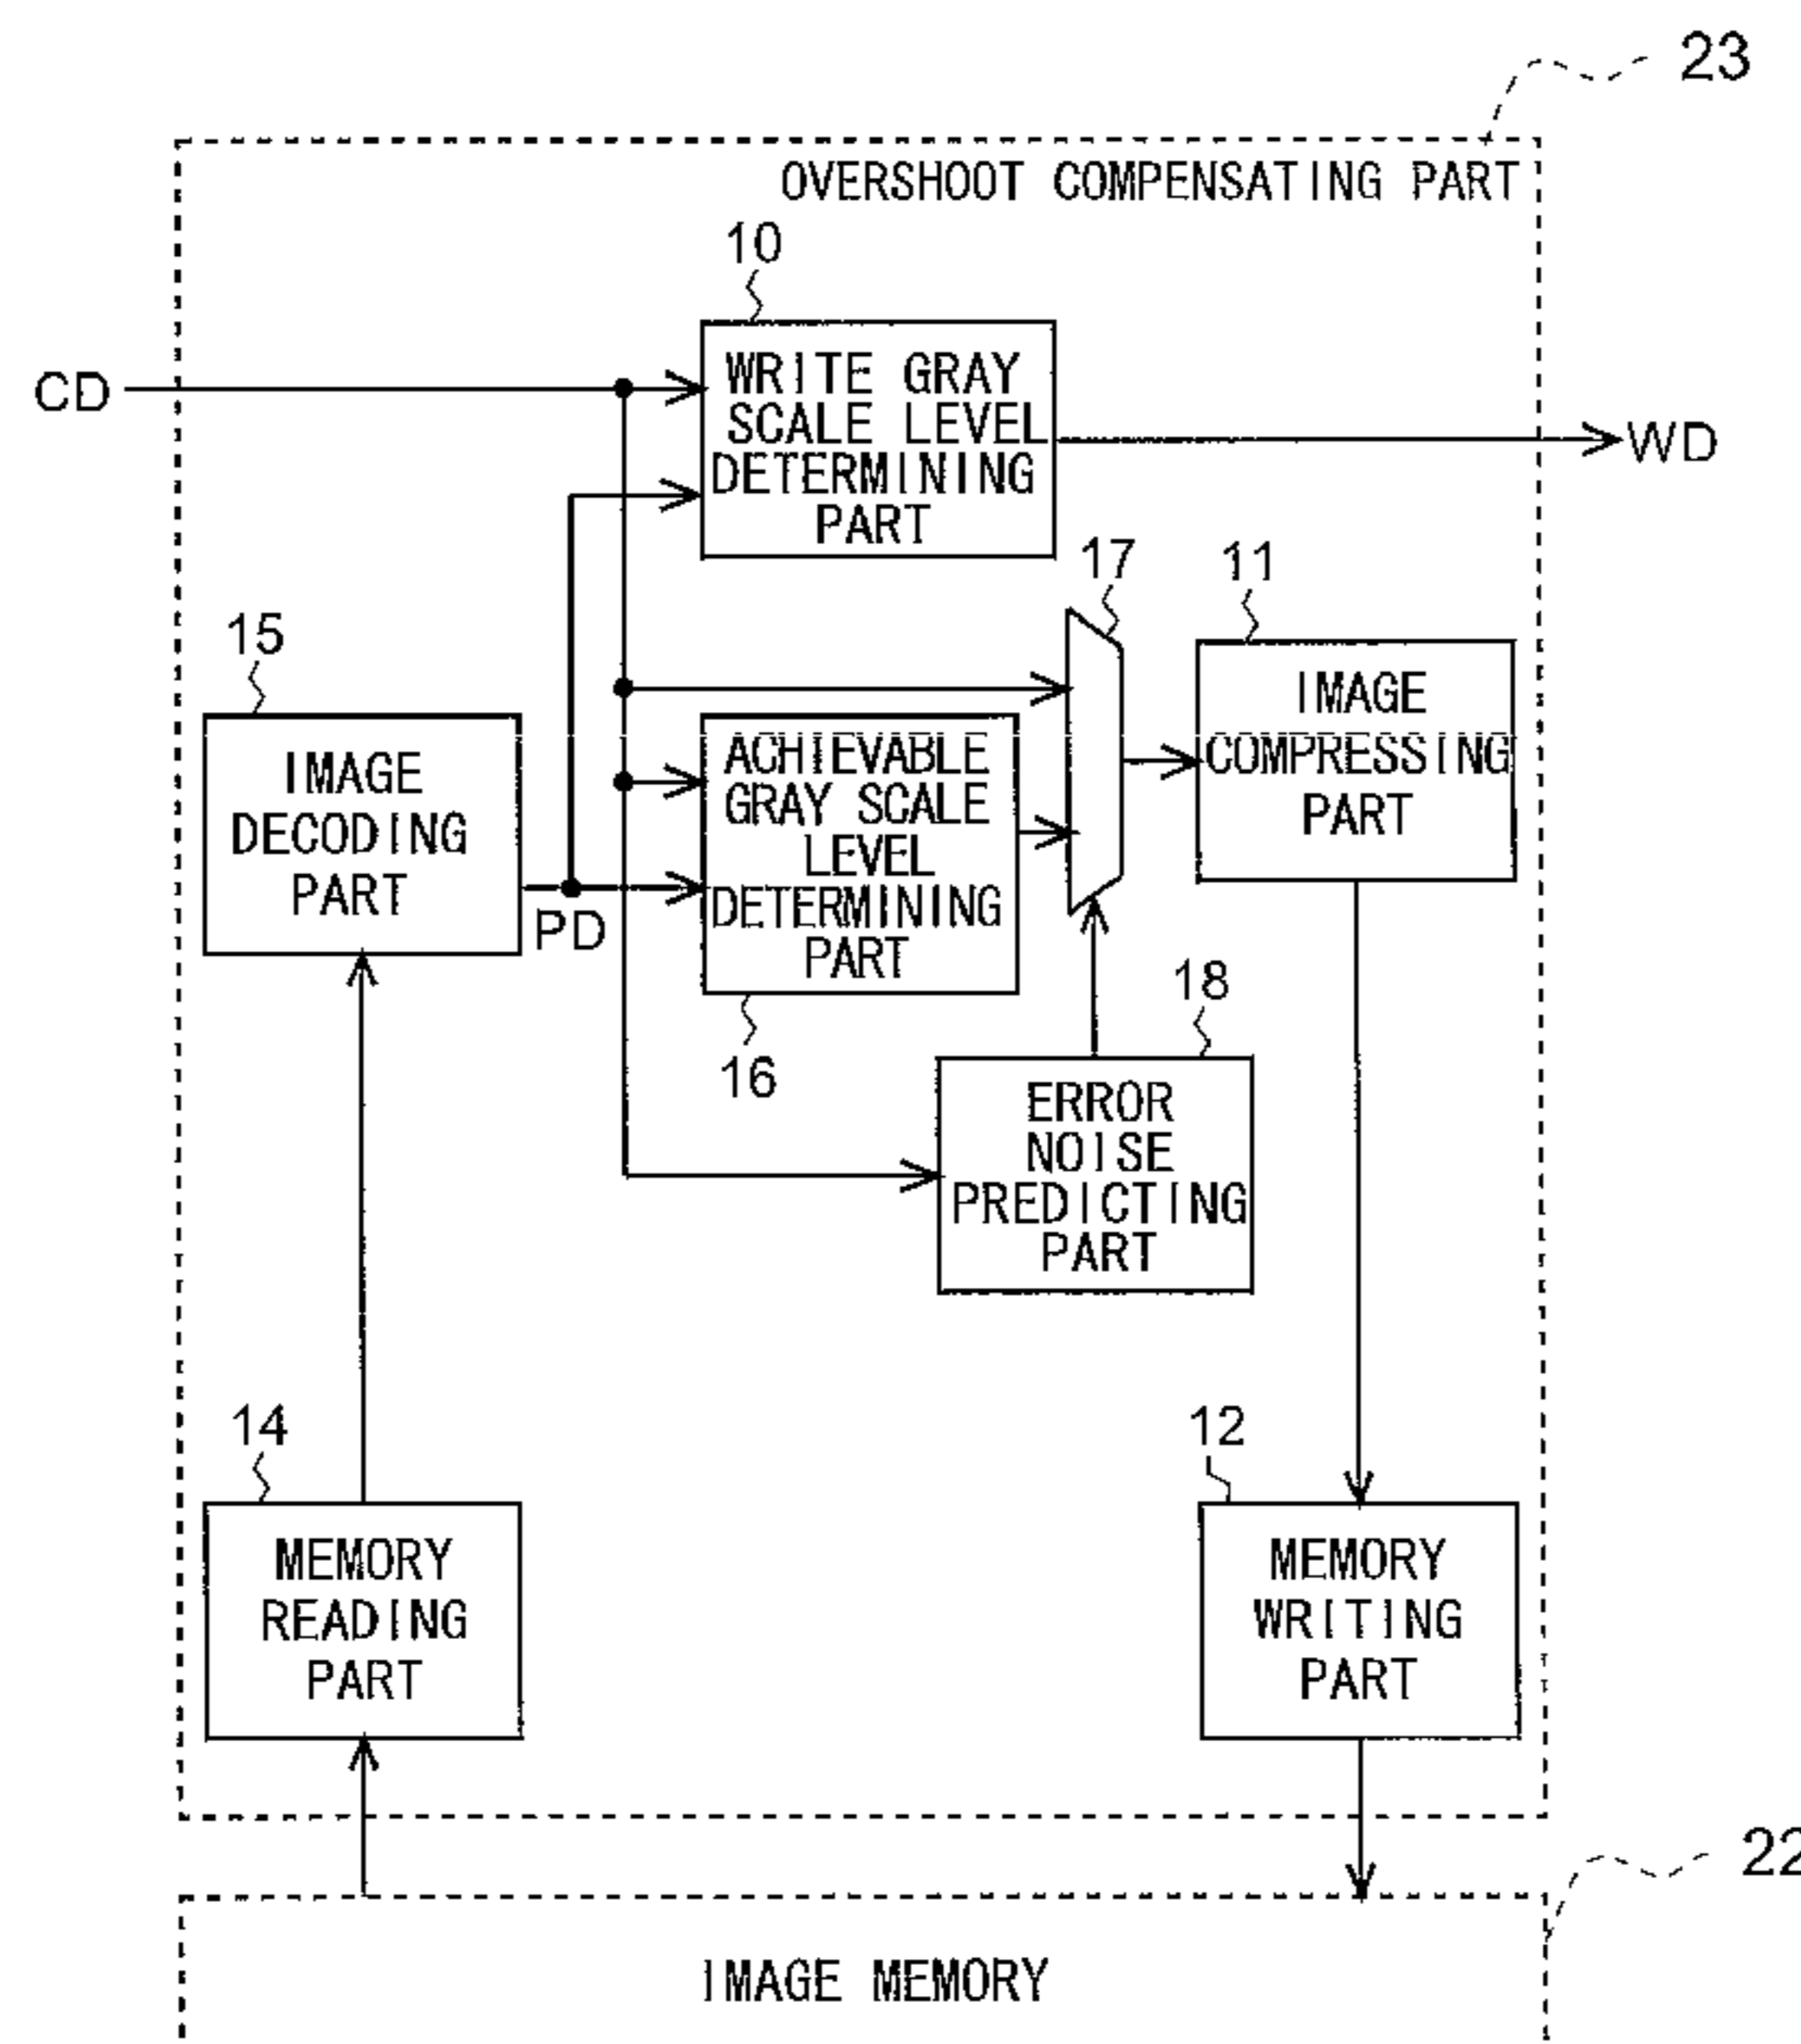 23
OVERSHOOT COMPENSATING PART
10
CD
WRITE GRAY
SCALE LEVEL
DETERMINING
PART
WD
17
11
15
IMAGE
DECODING
PART
PD
ACHIEVABLE
GRAY SCALE
LEVEL
DETERMINING
PART
16
IMAGE
COMPRESSING
PART
18
ERROR
NOISE
PREDICTING
PART
14
MEMORY
READING
PART
12
MEMORY
WRITING
PART
22
IMAGE MEMORY